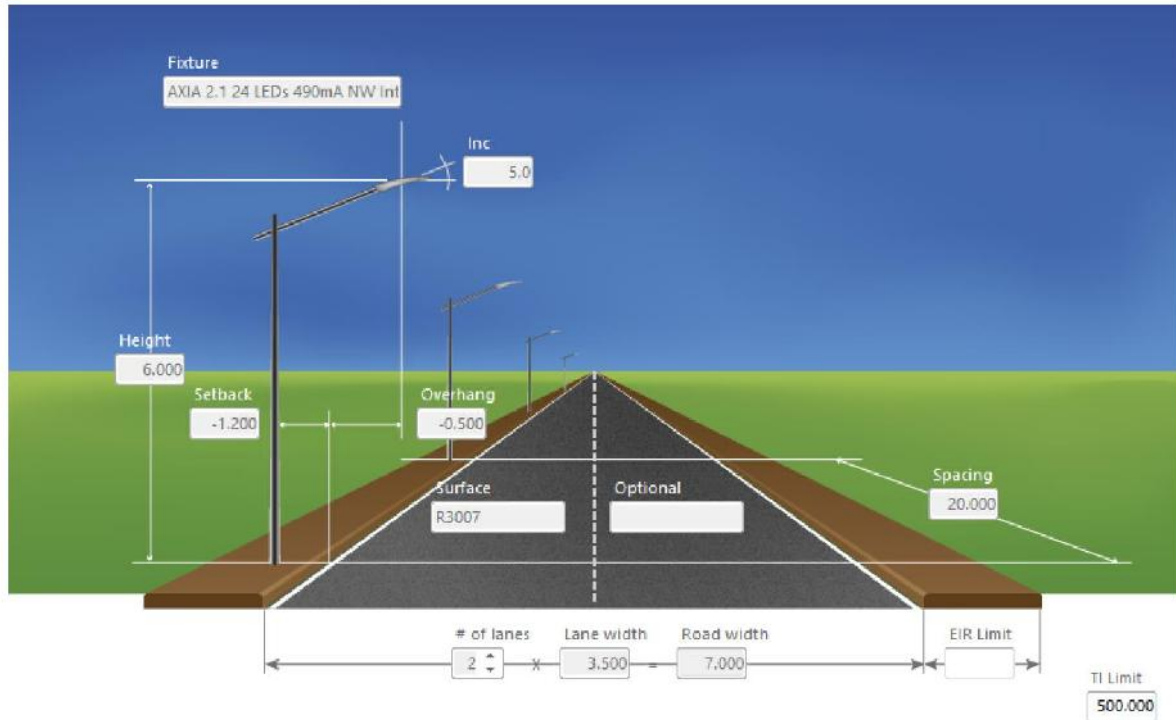 Fixture
AXIA 2.1 24 LEDs 490mA NW Int
Inc
5.0
Height
6.000
Setback
-1.200
Overhang
-0.500
Spacing
20.000
Surface
R3007
Optional
# of lanes
2
x
Lane width
3.500
=
Road width
7.000
EIR Limit
TI Limit
500.000